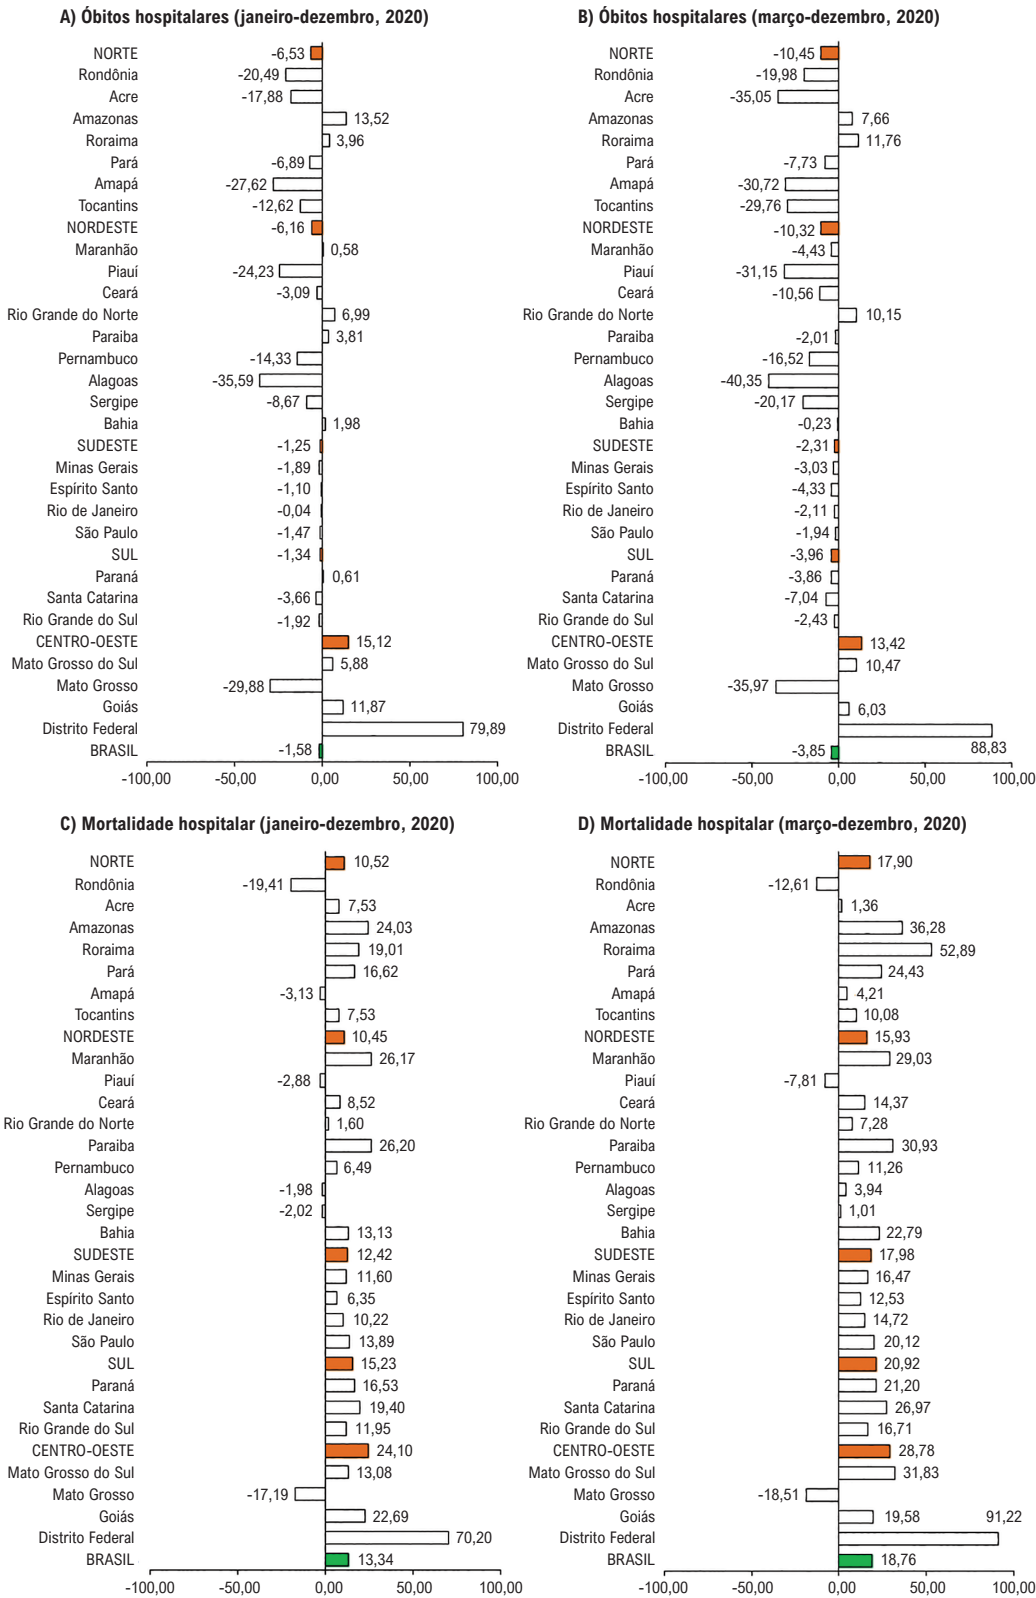 A) Óbitos hospitalares (janeiro-dezembro, 2020)
NORTE -6,53
Rondônia -20,49
Acre -17,88
Amazonas 13,52
Roraima 3,96
Pará -6,89
Amapá -27,62
Tocantins -12,62
NORDESTE -6,16
Maranhão 0,58
Piauí -24,23
Ceará -3,09
Rio Grande do Norte 6,99
Paraiba 3,81
Pernambuco -14,33
Alagoas -35,59
Sergipe -8,67
Bahia 1,98
SUDESTE -1,25
Minas Gerais -1,89
Espírito Santo -1,10
Rio de Janeiro -0,04
São Paulo -1,47
SUL -1,34
Paraná 0,61
Santa Catarina -3,66
Rio Grande do Sul -1,92
CENTRO-OESTE 15,12
Mato Grosso do Sul 5,88
Mato Grosso -29,88
Goiás 11,87
Distrito Federal 79,89
BRASIL -1,58
-100,00 -50,00 0,00 50,00 100,00
B) Óbitos hospitalares (março-dezembro, 2020)
NORTE -10,45
Rondônia -19,98
Acre -35,05
Amazonas 7,66
Roraima 11,76
Pará -7,73
Amapá -30,72
Tocantins -29,76
NORDESTE -10,32
Maranhão -4,43
Piauí -31,15
Ceará -10,56
Rio Grande do Norte 10,15
Paraiba -2,01
Pernambuco -16,52
Alagoas -40,35
Sergipe -20,17
Bahia -0,23
SUDESTE -2,31
Minas Gerais -3,03
Espírito Santo -4,33
Rio de Janeiro -2,11
São Paulo -1,94
SUL -3,96
Paraná -3,86
Santa Catarina -7,04
Rio Grande do Sul -2,43
CENTRO-OESTE 13,42
Mato Grosso do Sul 10,47
Mato Grosso -35,97
Goiás 6,03
Distrito Federal 88,83
BRASIL -3,85
-100,00 -50,00 0,00 50,00 100,00
C) Mortalidade hospitalar (janeiro-dezembro, 2020)
NORTE 10,52
Rondônia -19,41
Acre 7,53
Amazonas 24,03
Roraima 19,01
Pará 16,62
Amapá -3,13
Tocantins 7,53
NORDESTE 10,45
Maranhão 26,17
Piauí -2,88
Ceará 8,52
Rio Grande do Norte 1,60
Paraiba 26,20
Pernambuco 6,49
Alagoas -1,98
Sergipe -2,02
Bahia 13,13
SUDESTE 12,42
Minas Gerais 11,60
Espírito Santo 6,35
Rio de Janeiro 10,22
São Paulo 13,89
SUL 15,23
Paraná 16,53
Santa Catarina 19,40
Rio Grande do Sul 11,95
CENTRO-OESTE 24,10
Mato Grosso do Sul 13,08
Mato Grosso -17,19
Goiás 22,69
Distrito Federal 70,20
BRASIL 13,34
-100,00 -50,00 0,00 50,00 100,00
D) Mortalidade hospitalar (março-dezembro, 2020)
NORTE 17,90
Rondônia -12,61
Acre 1,36
Amazonas 36,28
Roraima 52,89
Pará 24,43
Amapá 4,21
Tocantins 10,08
NORDESTE 15,93
Maranhão 29,03
Piauí -7,81
Ceará 14,37
Rio Grande do Norte 7,28
Paraiba 30,93
Pernambuco 11,26
Alagoas 3,94
Sergipe 1,01
Bahia 22,79
SUDESTE 17,98
Minas Gerais 16,47
Espírito Santo 12,53
Rio de Janeiro 14,72
São Paulo 20,12
SUL 20,92
Paraná 21,20
Santa Catarina 26,97
Rio Grande do Sul 16,71
CENTRO-OESTE 28,78
Mato Grosso do Sul 31,83
Mato Grosso -18,51
Goiás 19,58
Distrito Federal 91,22
BRASIL 18,76
-100,00 -50,00 0,00 50,00 100,00